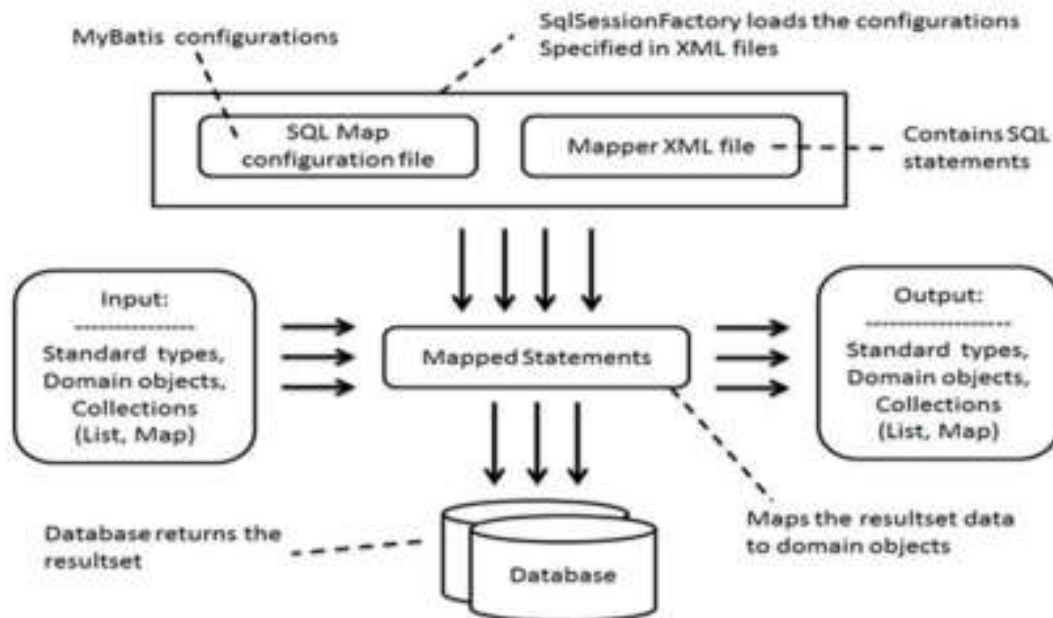 MyBatis configurations
SqlSessionFactory loads the configurations
Specified in XML files
SQL Map
configuration file
Mapper XML file
Contains SQL
statements
Input:
---------------
Standard types,
Domain objects,
Collections
(List, Map)
Mapped Statements
Output:
------------------
Standard types,
Domain objects,
Collections
(List, Map)
Database returns the
resultset
Database
Maps the resultset data
to domain objects